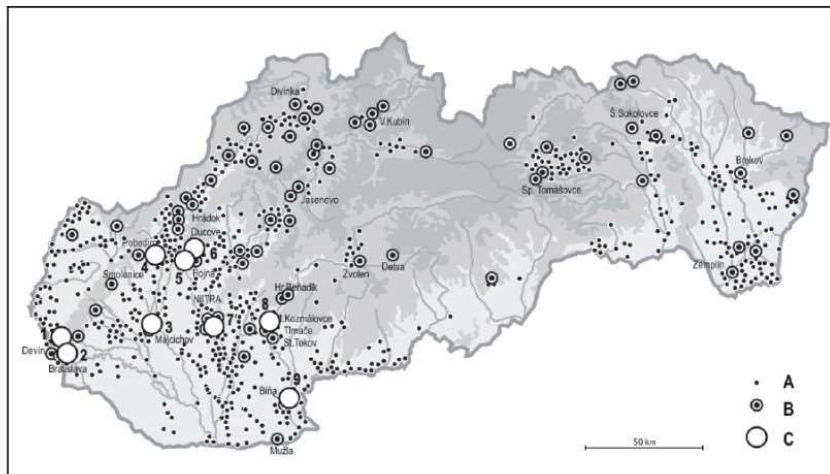 Divinka
V.Kubín
Š.Sokolovce
Brekov
Sp. Tomášovce
Jasenovo
Hrádok
Ducové
Pobedim
6
4
5
Smolenice
Zvolen
Detva
Zemplín
Hr.Beňadik
NITRA
8
3
7
Kozmálovce
Majcichov
Tlmače
St.Tekov
1
Devín
2
Bratislava
9
Bíňa
Mužla
A
B
C
50 km